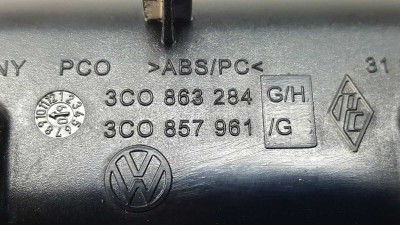 NY PCO >ABS/PC< 31
3C0 863 284 G/H
3C0 857 961 /G